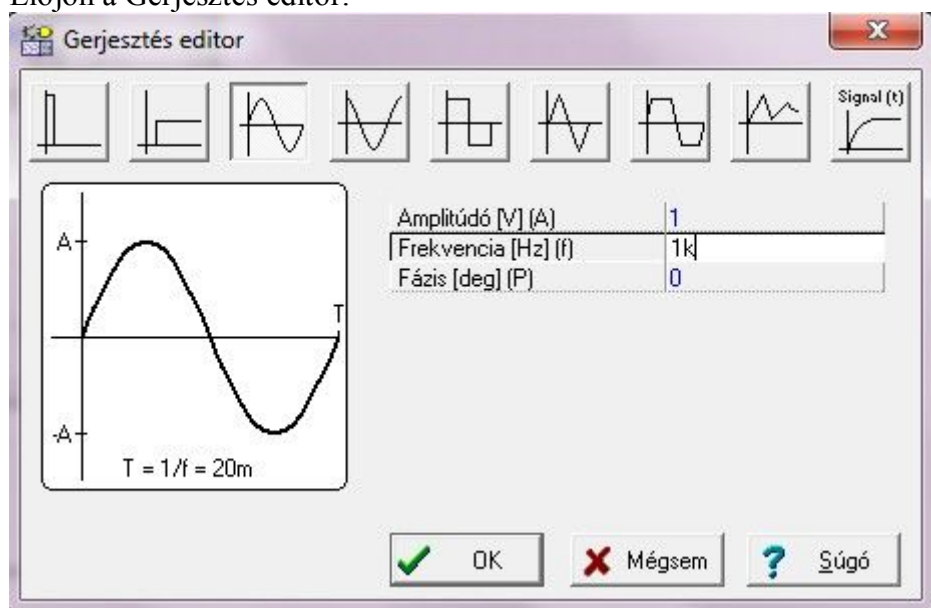 Előjön a Gerjesztés editor:
Gerjesztés editor
Signal (t)
Amplitúdó [V] (A) 1
Frekvencia [Hz] (f) 1k
Fázis [deg] (P) 0
A
T
-A
T = 1/f = 20m
OK
Mégsem
Súgó